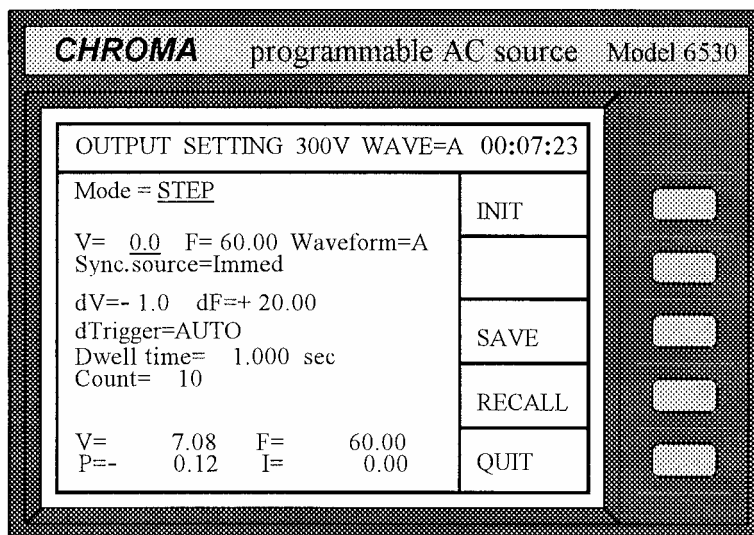 CHROMA programmable AC source Model 6530
OUTPUT SETTING 300V WAVE=A 00:07:23
Mode = STEP
V= 0.0 F= 60.00 Waveform=A
Sync.source=Immed
dV=- 1.0 dF=+ 20.00
dTrigger=AUTO
Dwell time= 1.000 sec
Count= 10
V= 7.08 F= 60.00
P=- 0.12 I= 0.00
INIT
SAVE
RECALL
QUIT